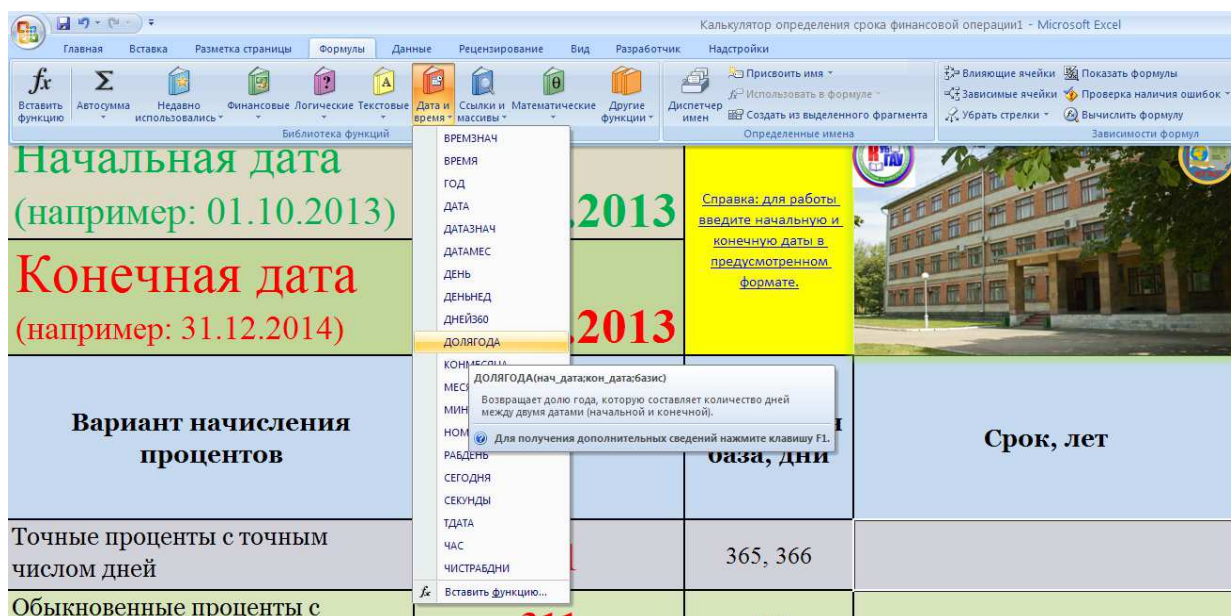 Калькулятор определения срока финансовой операции1 - Microsoft Excel
Главная Вставка Разметка страницы Формулы Данные Рецензирование Вид Разработчик Надстройки
fx Вставить функцию
Σ Автосумма
Недавно использовались
Финансовые
Логические
Текстовые
Дата и время
Ссылки и массивы
Математические
Другие функции
Библиотека функций
Диспетчер имен
Присвоить имя
Использовать в формуле
Создать из выделенного фрагмента
Определенные имена
Влияющие ячейки
Зависимые ячейки
Убрать стрелки
Показать формулы
Проверка наличия ошибок
Вычислить формулу
Зависимости формул
Начальная дата
(например: 01.10.2013)
.2013
Конечная дата
(например: 31.12.2014)
.2013
Справка: для работы
введите начальную и
конечную даты в
предусмотренном
формате.
ГАУ
ВРЕМЗНАЧ
ВРЕМЯ
ГОД
ДАТА
ДАТАЗНАЧ
ДАТАМЕС
ДЕНЬ
ДЕНЬНЕД
ДНЕЙ360
ДОЛЯГОДА
КОНМЕСЯЦА
ДОЛЯГОДА(нач_дата;кон_дата;базис)
Возвращает долю года, которую составляет количество дней
между двумя датами (начальной и конечной).
Для получения дополнительных сведений нажмите клавишу F1.
РАБДЕНЬ
СЕГОДНЯ
СЕКУНДЫ
ТДАТА
ЧАС
ЧИСТРАБДНИ
fx Вставить функцию...
Вариант начисления
процентов
база, дни
Срок, лет
Точные проценты с точным
числом дней
365, 366
Обыкновенные проценты с